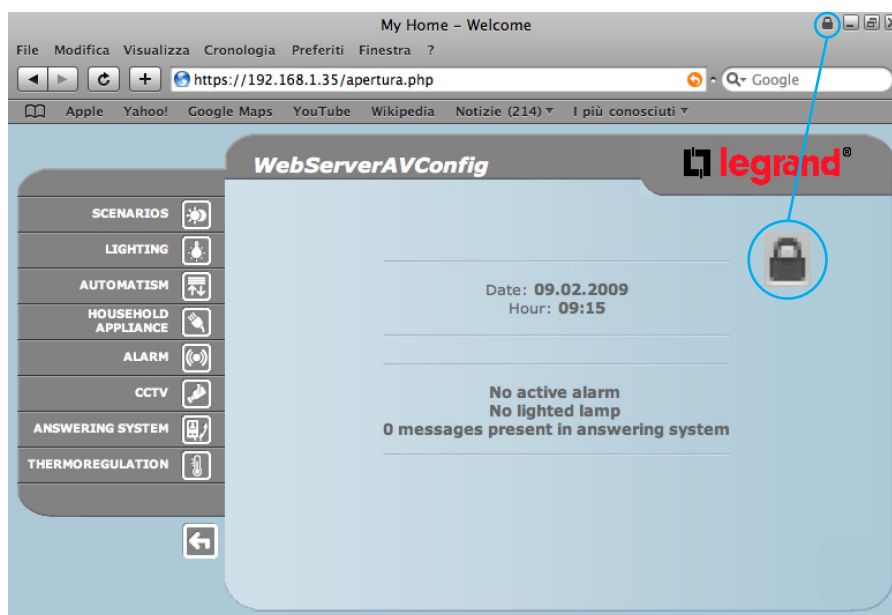 My Home – Welcome
File Modifica Visualizza Cronologia Preferiti Finestra ?
https://192.168.1.35/apertura.php
Google
Apple Yahoo! Google Maps YouTube Wikipedia Notizie (214) I più conosciuti
WebServerAVConfig
legrand®
SCENARIOS
LIGHTING
AUTOMATISM
HOUSEHOLD
APPLIANCE
ALARM
CCTV
ANSWERING SYSTEM
THERMOREGULATION
Date: 09.02.2009
Hour: 09:15
No active alarm
No lighted lamp
0 messages present in answering system